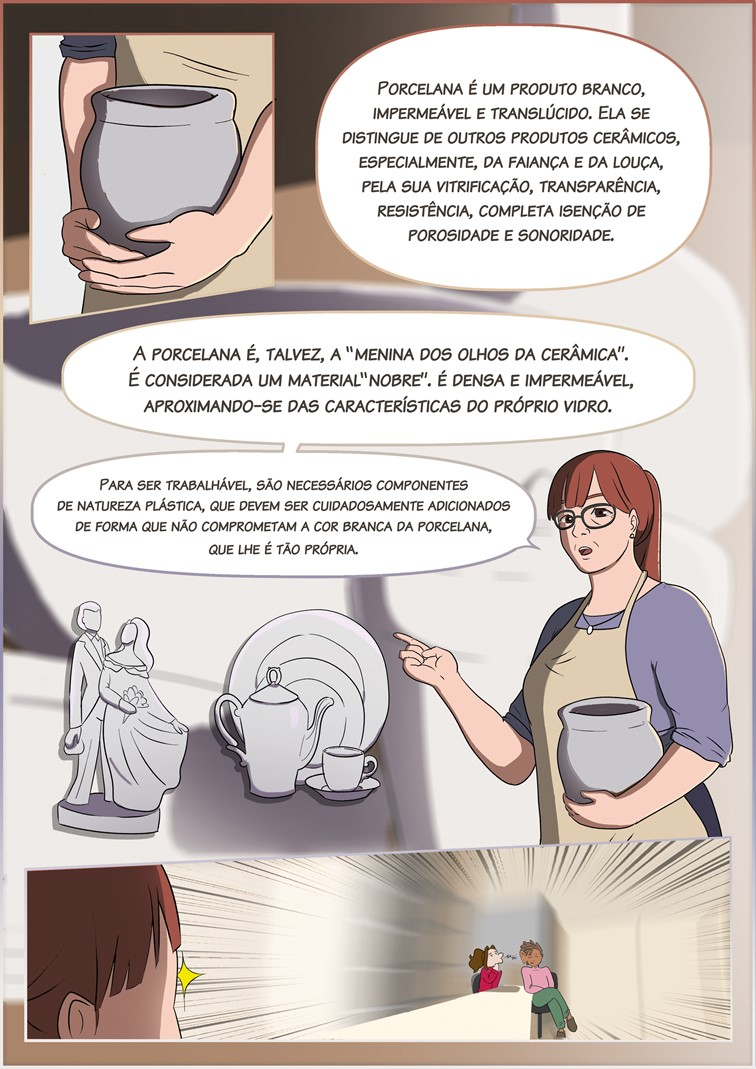 PORCELANA É UM PRODUTO BRANCO,
IMPERMEÁVEL E TRANSLÚCIDO. ELA SE
DISTINGUE DE OUTROS PRODUTOS CERÂMICOS,
ESPECIALMENTE, DA FAIANÇA E DA LOUÇA,
PELA SUA VITRIFICAÇÃO, TRANSPARÊNCIA,
RESISTÊNCIA, COMPLETA ISENÇÃO DE
POROSIDADE E SONORIDADE.
A PORCELANA É, TALVEZ, A "MENINA DOS OLHOS DA CERÂMICA".
É CONSIDERADA UM MATERIAL"NOBRE". É DENSA E IMPERMEÁVEL,
APROXIMANDO-SE DAS CARACTERÍSTICAS DO PRÓPRIO VIDRO.
PARA SER TRABALHÁVEL, SÃO NECESSÁRIOS COMPONENTES
DE NATUREZA PLÁSTICA, QUE DEVEM SER CUIDADOSAMENTE ADICIONADOS
DE FORMA QUE NÃO COMPROMETAM A COR BRANCA DA PORCELANA,
QUE LHE É TÃO PRÓPRIA.